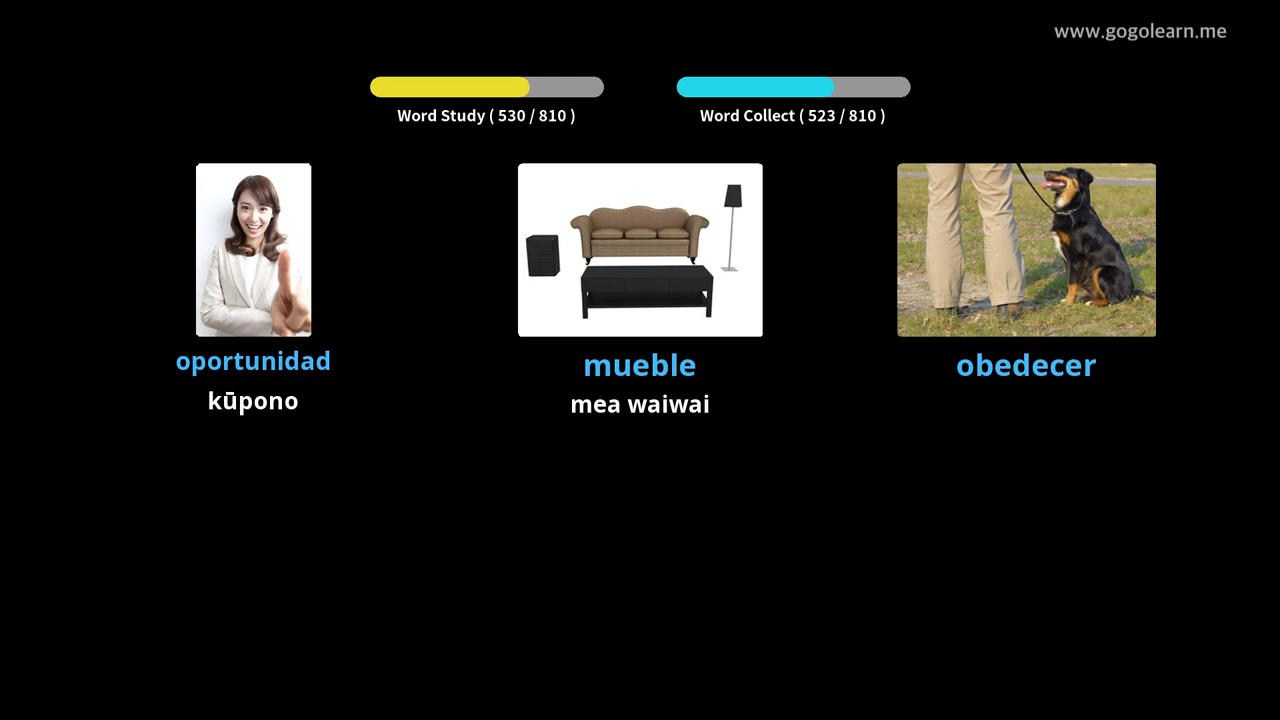 www.gogolearn.me
Word Study ( 530 / 810 )
Word Collect ( 523 / 810 )
oportunidad
kūpono
mueble
mea waiwai
obedecer